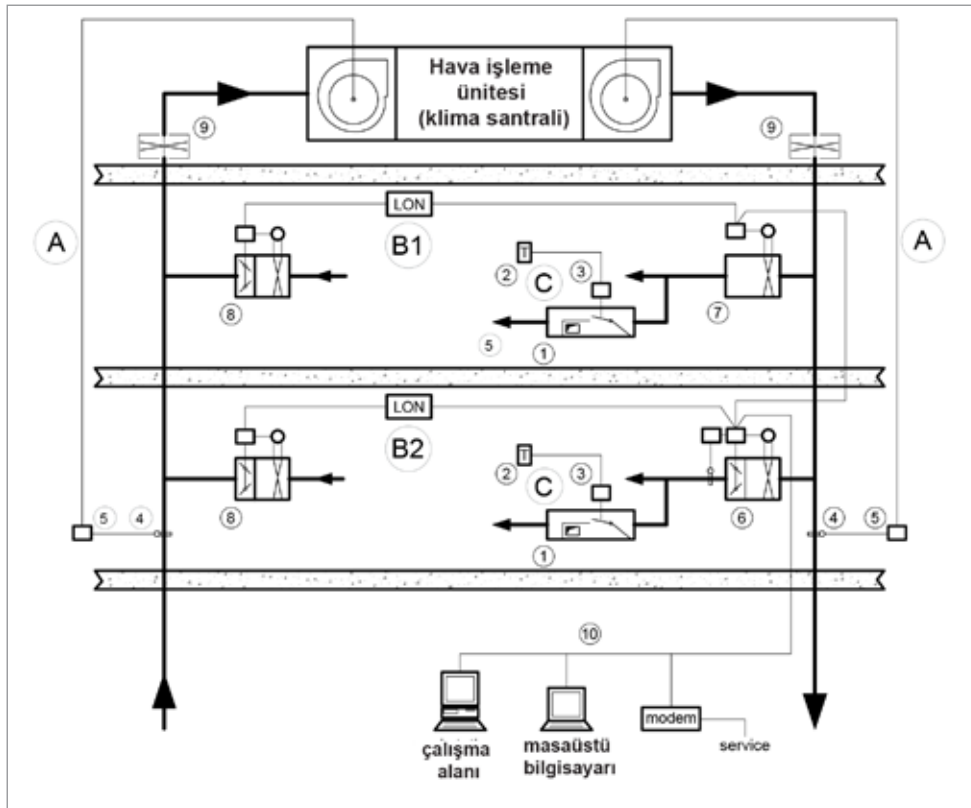 Hava işleme
ünitesi
(klima santrali)
9
9
A
A
LON
B1
T
2
C
3
8
5
1
7
LON
B2
T
2
C
3
8
1
6
5
4
4
5
10
çalışma
alanı
masaüstü
bilgisayarı
modem
service